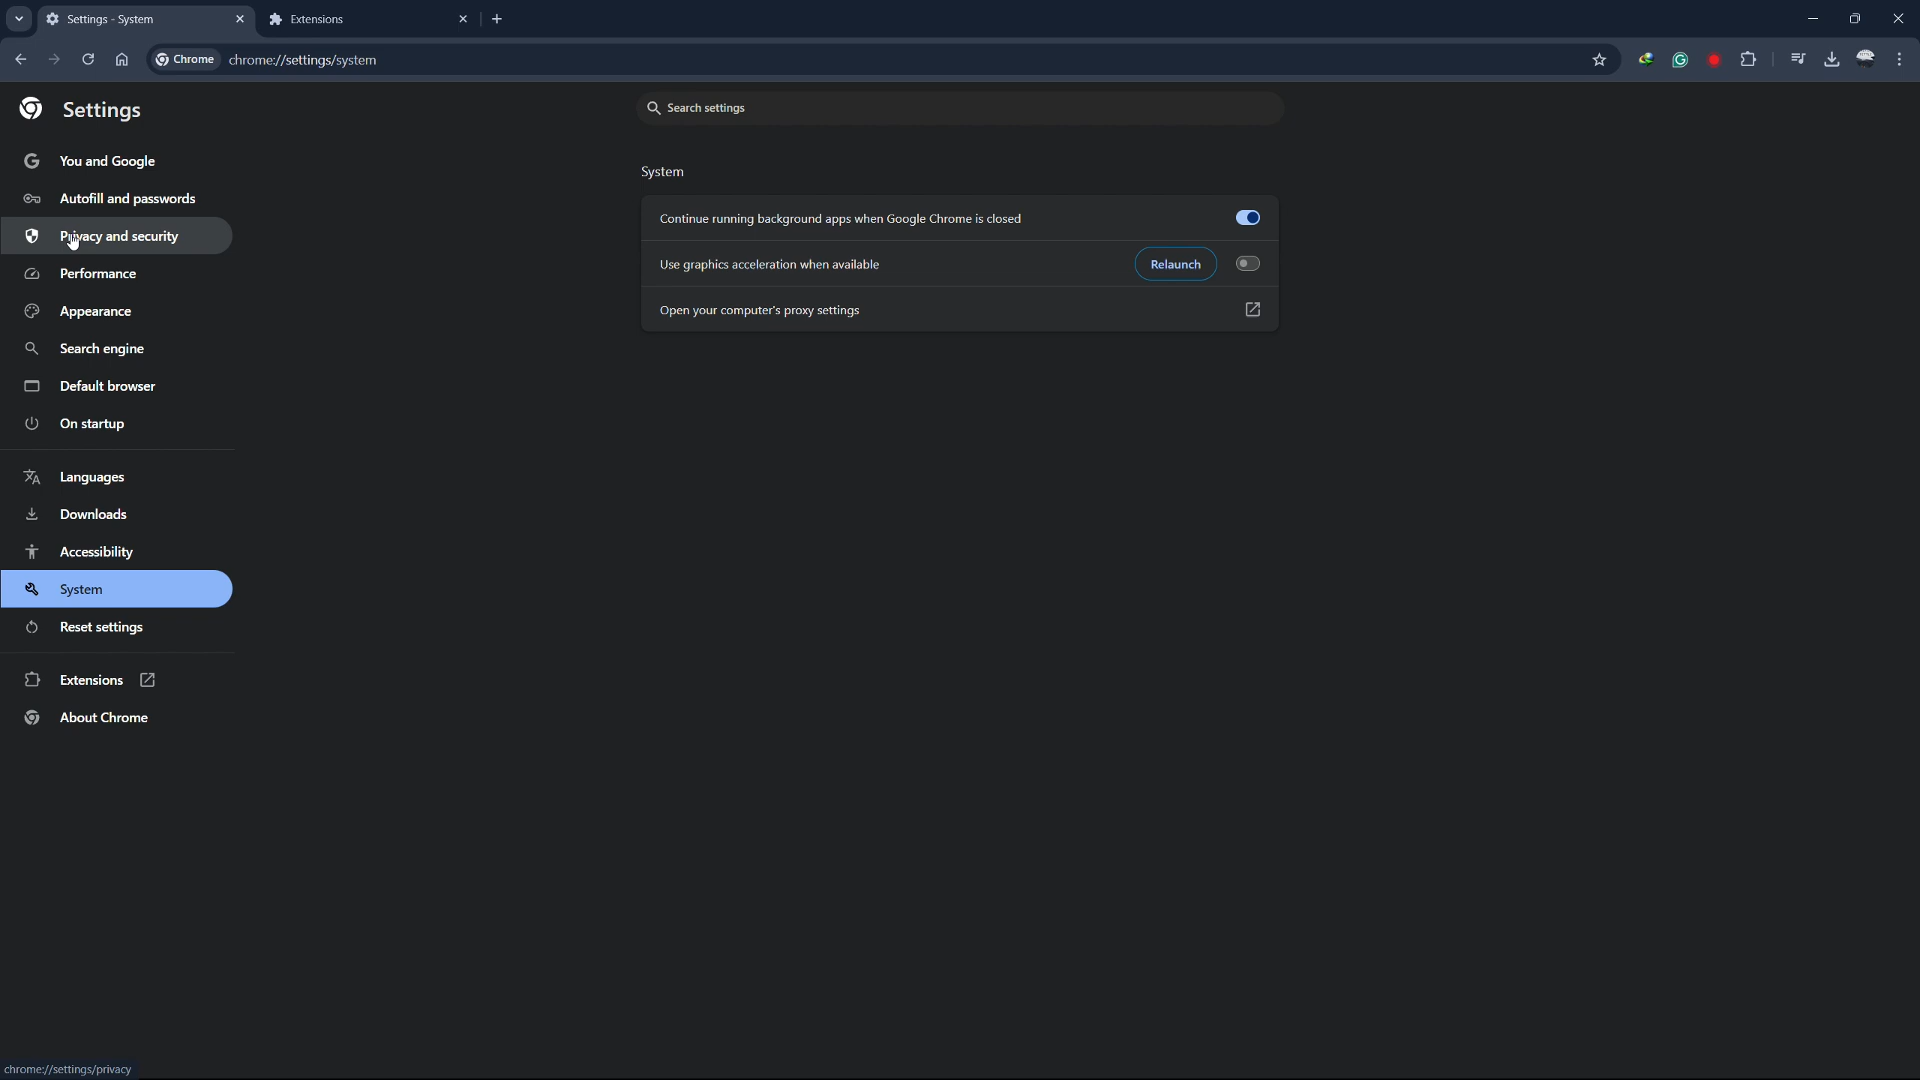 Settings - System
Extensions
Chrome
chrome://settings/system
Settings
Search settings
You and Google
Autofill and passwords
Privacy and security
Performance
Appearance
Search engine
Default browser
On startup
Languages
Downloads
Accessibility
System
Reset settings
Extensions
About Chrome
System
Continue running background apps when Google Chrome is closed
Use graphics acceleration when available
Relaunch
Open your computer's proxy settings
chrome://settings/privacy